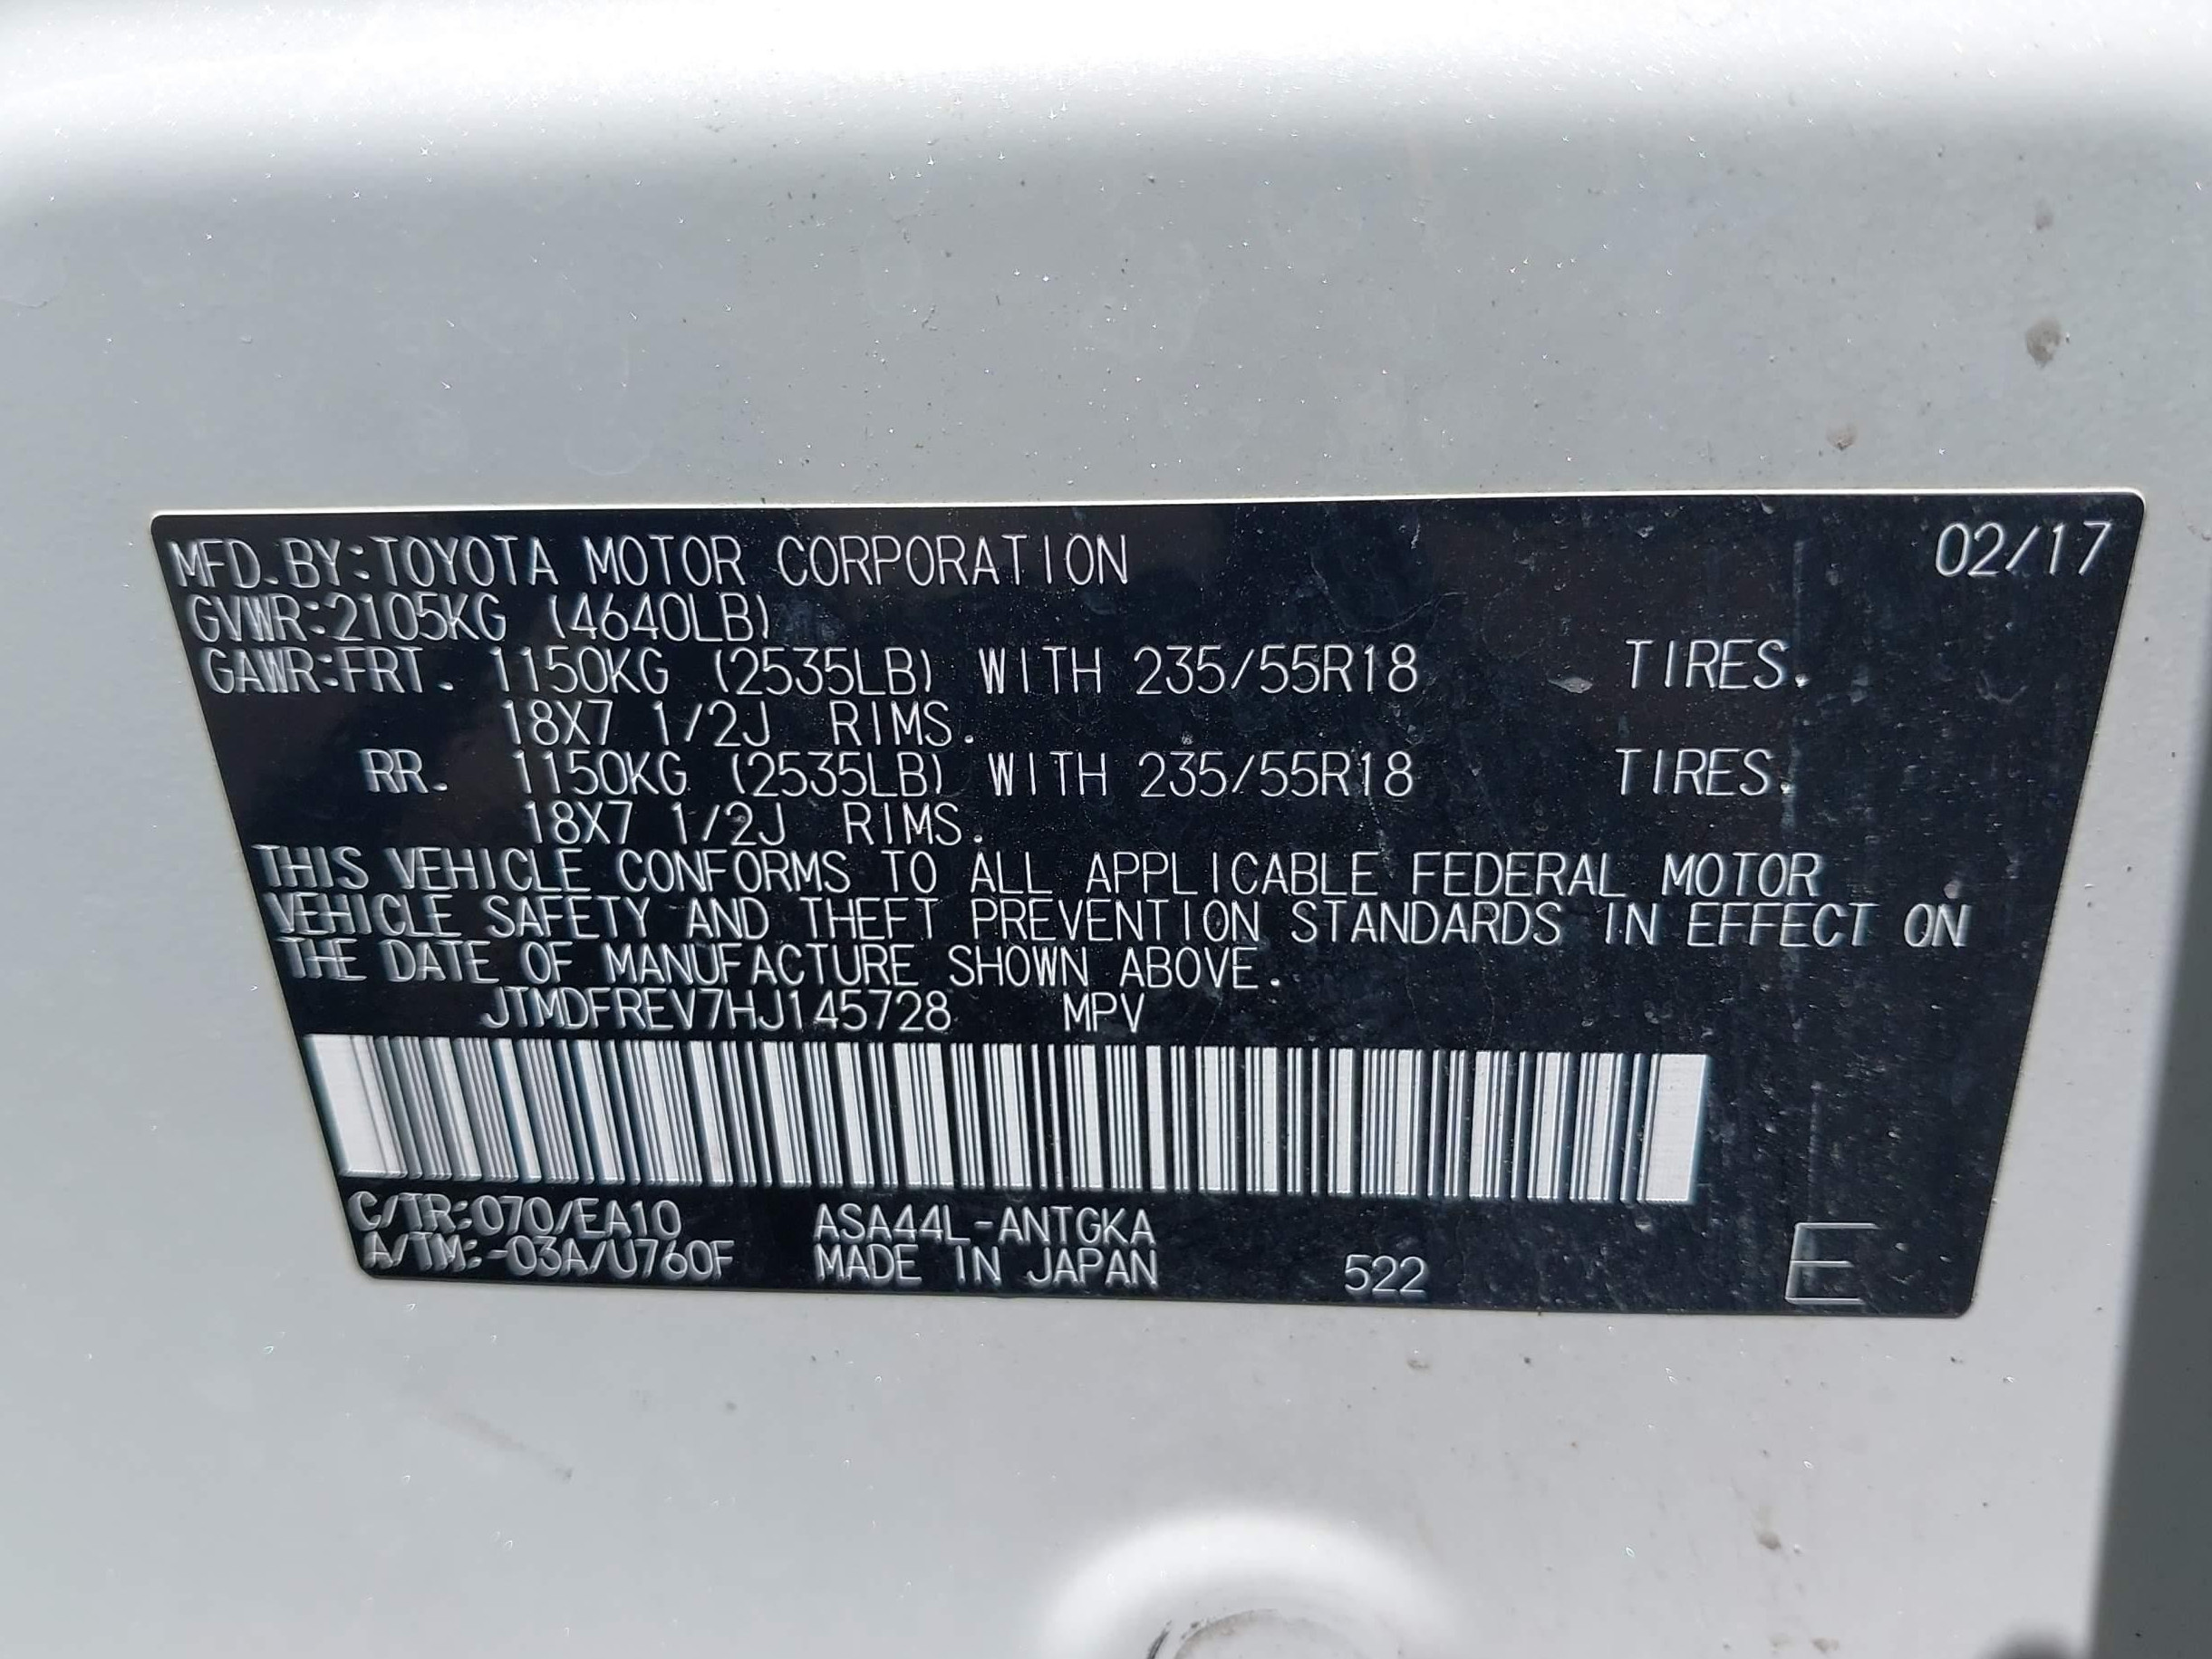 MFD.BY:TOYOTA MOTOR CORPORATION 02/17
GVWR:2105KG (4640LB)
GAWR:FRT. 1150KG (2535LB) WITH 235/55R18 TIRES.
18X7 1/2J RIMS.
RR. 1150KG (2535LB) WITH 235/55R18 TIRES.
18X7 1/2J RIMS.
THIS VEHICLE CONFORMS TO ALL APPLICABLE FEDERAL MOTOR
VEHICLE SAFETY AND THEFT PREVENTION STANDARDS IN EFFECT ON
THE DATE OF MANUFACTURE SHOWN ABOVE.
JTMDFREV7HJ145728 MPV
C/TR:070/EA10 ASA44L-ANTGKA
A/TM:-03A/U760F MADE IN JAPAN 522 E